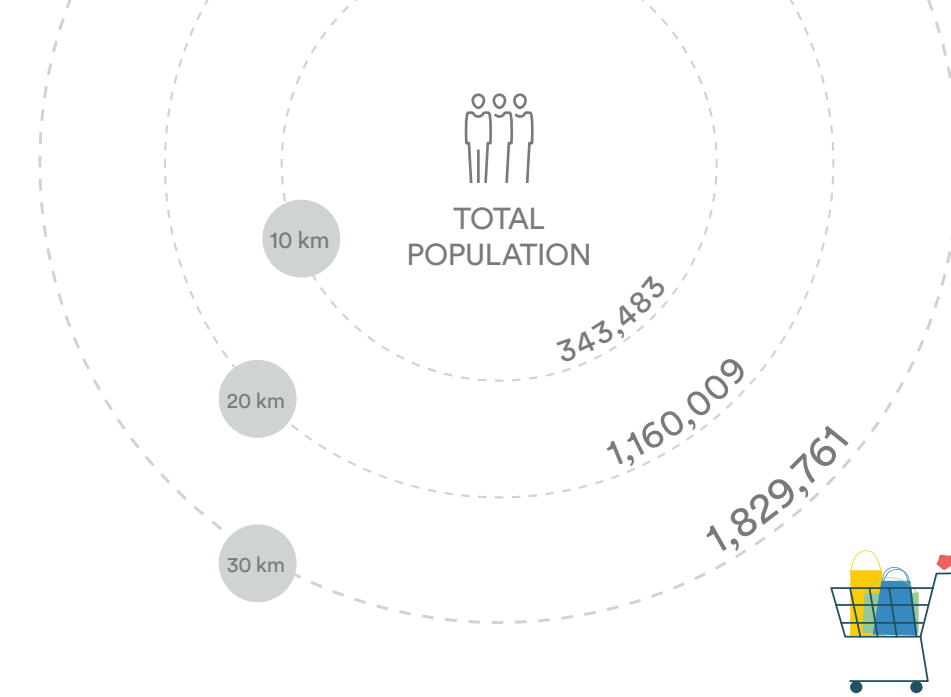 TOTAL
POPULATION
10 km
343,483
20 km
1,160,009
30 km
1,829,761